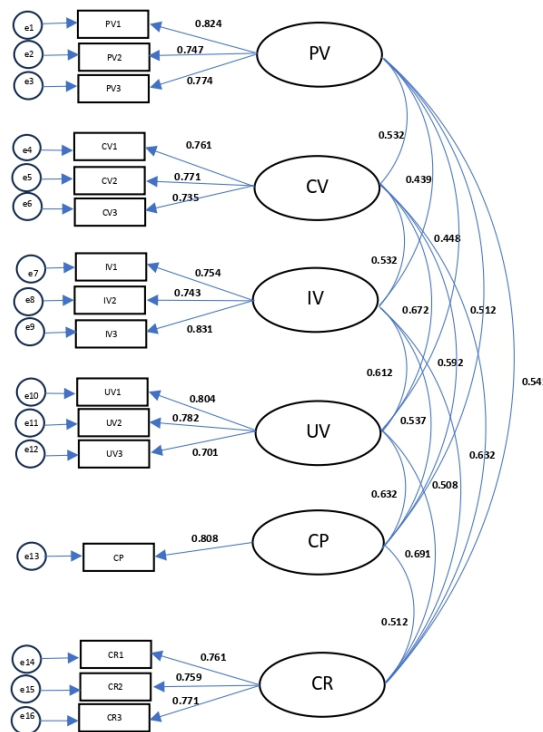 e1 PV1 0.824
e2 PV2 0.747 PV
e3 PV3 0.774
0.532
e4 CV1 0.761
e5 CV2 0.771 CV 0.439
e6 CV3 0.735
0.448
e7 IV1 0.754 0.532
e8 IV2 0.743 IV 0.672 0.512
e9 IV3 0.831
0.612 0.592
0.54
e10 UV1 0.804
e11 UV2 0.782 UV 0.537
e12 UV3 0.701 0.632
0.632 0.508
e13 CP 0.808 CP
0.691
0.512
e14 CR1 0.761
e15 CR2 0.759 CR
e16 CR3 0.771